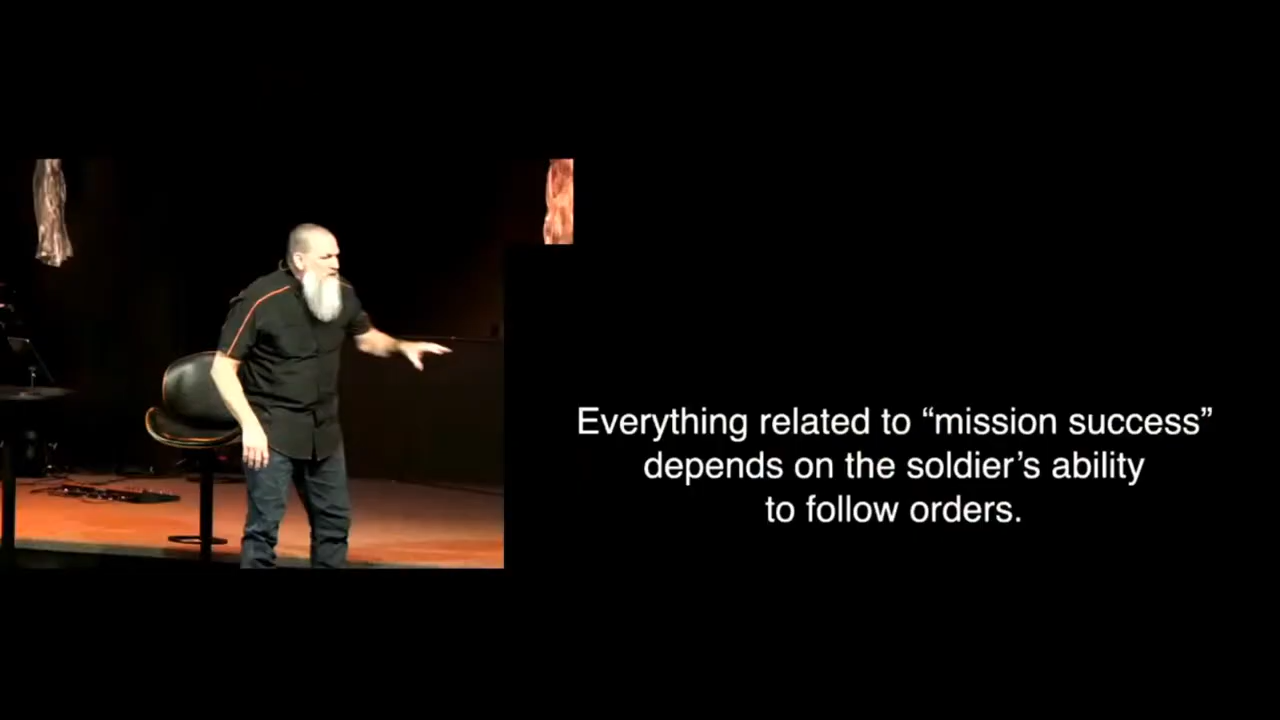 Everything related to “mission success”
depends on the soldier’s ability
to follow orders.